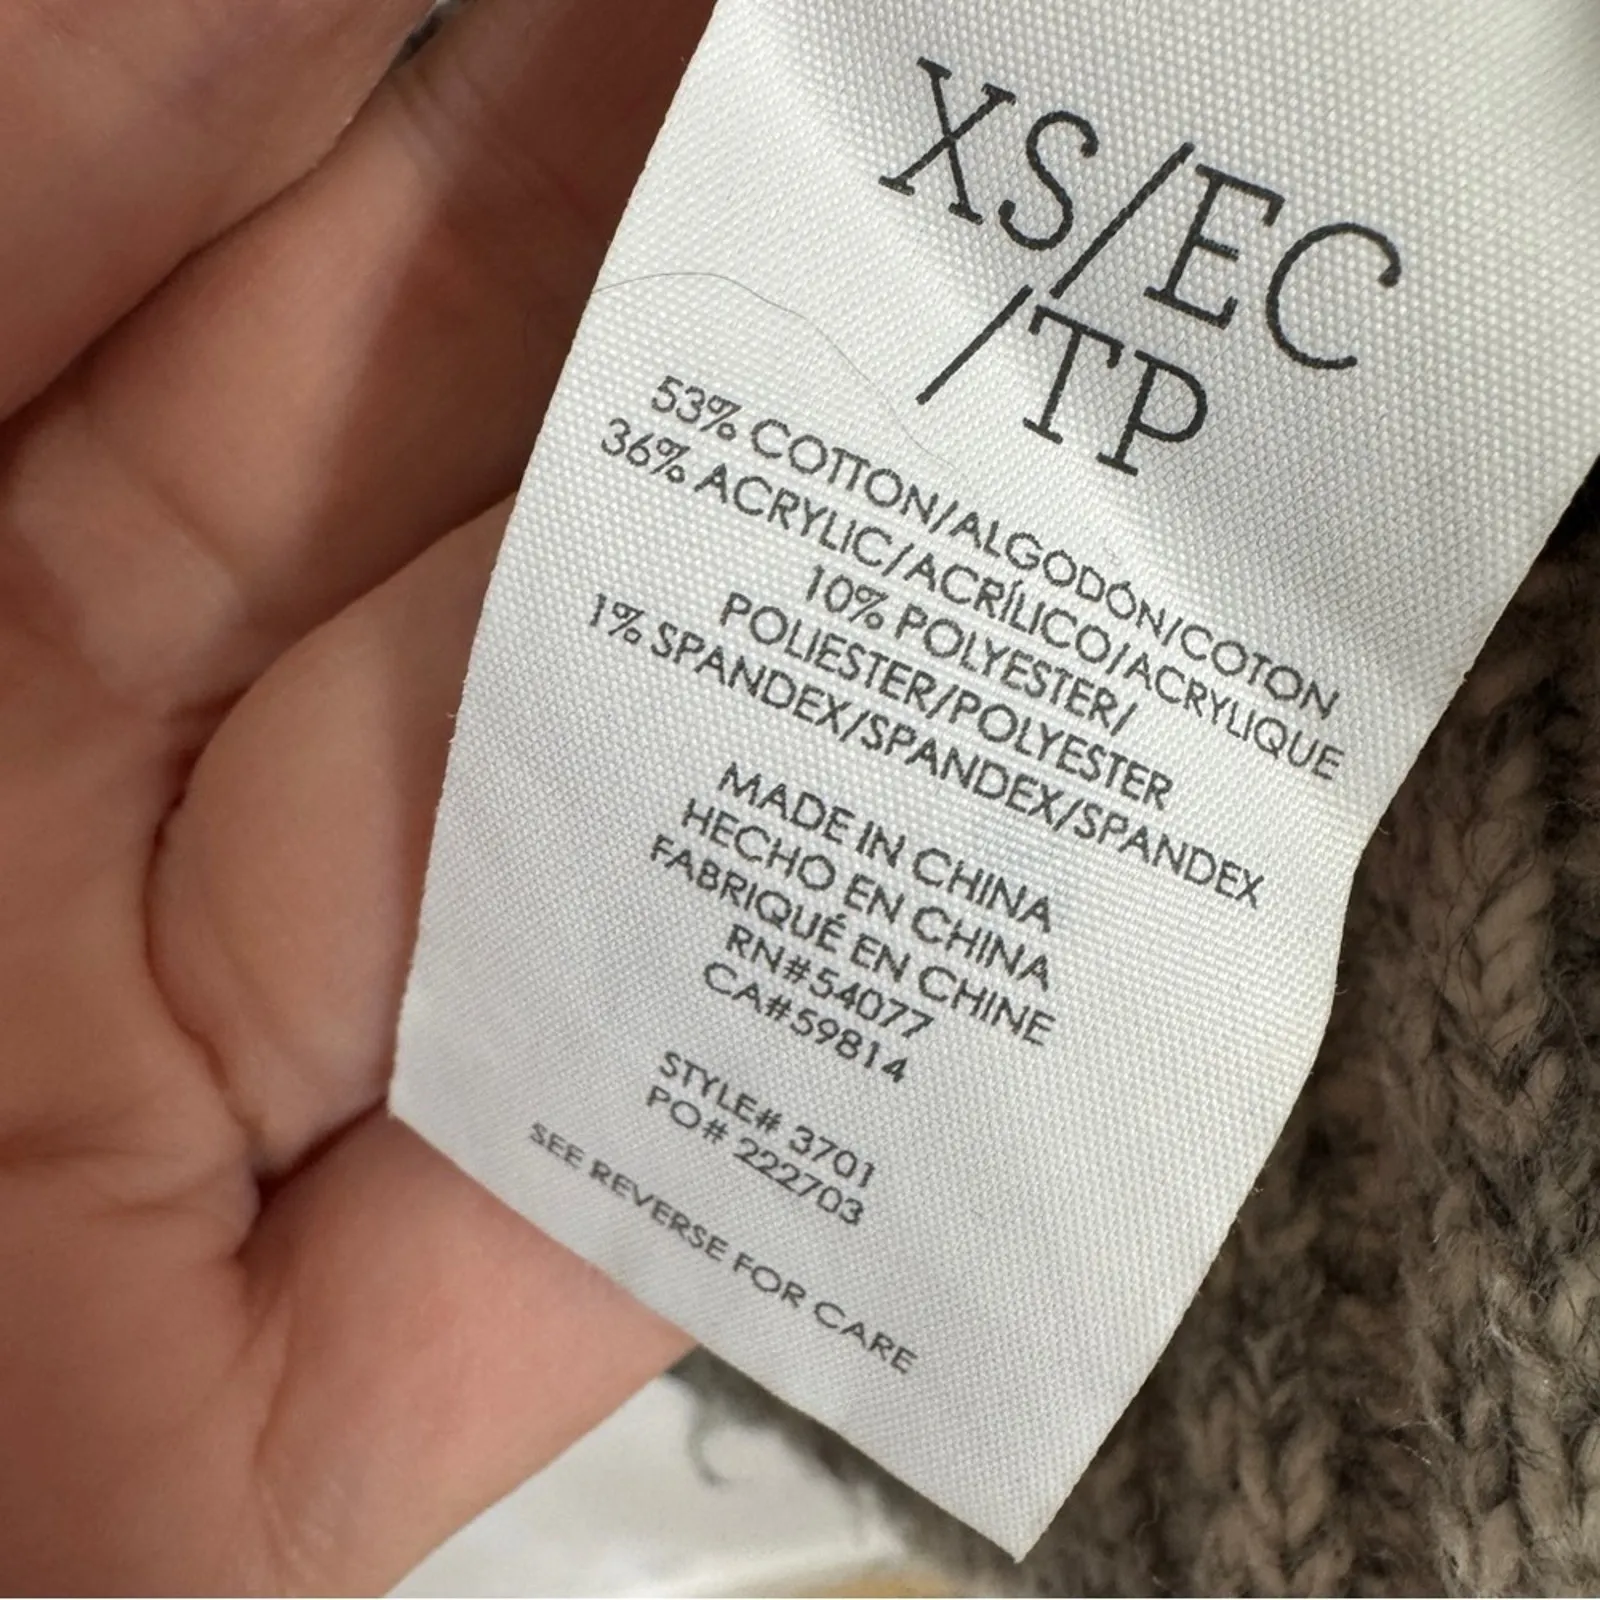 XS/EC
/TP
53% COTTON/ALGODÓN/COTON
36% ACRYLIC/ACRÍLICO/ACRYLIQUE
10% POLYESTER/
POLIESTER/POLYESTER
1% SPANDEX/SPANDEX/SPANDEX
MADE IN CHINA
HECHO EN CHINA
FABRIQUÉ EN CHINE
RN#54077
CA#59814
STYLE# 3701
PO# 222703
SEE REVERSE FOR CARE